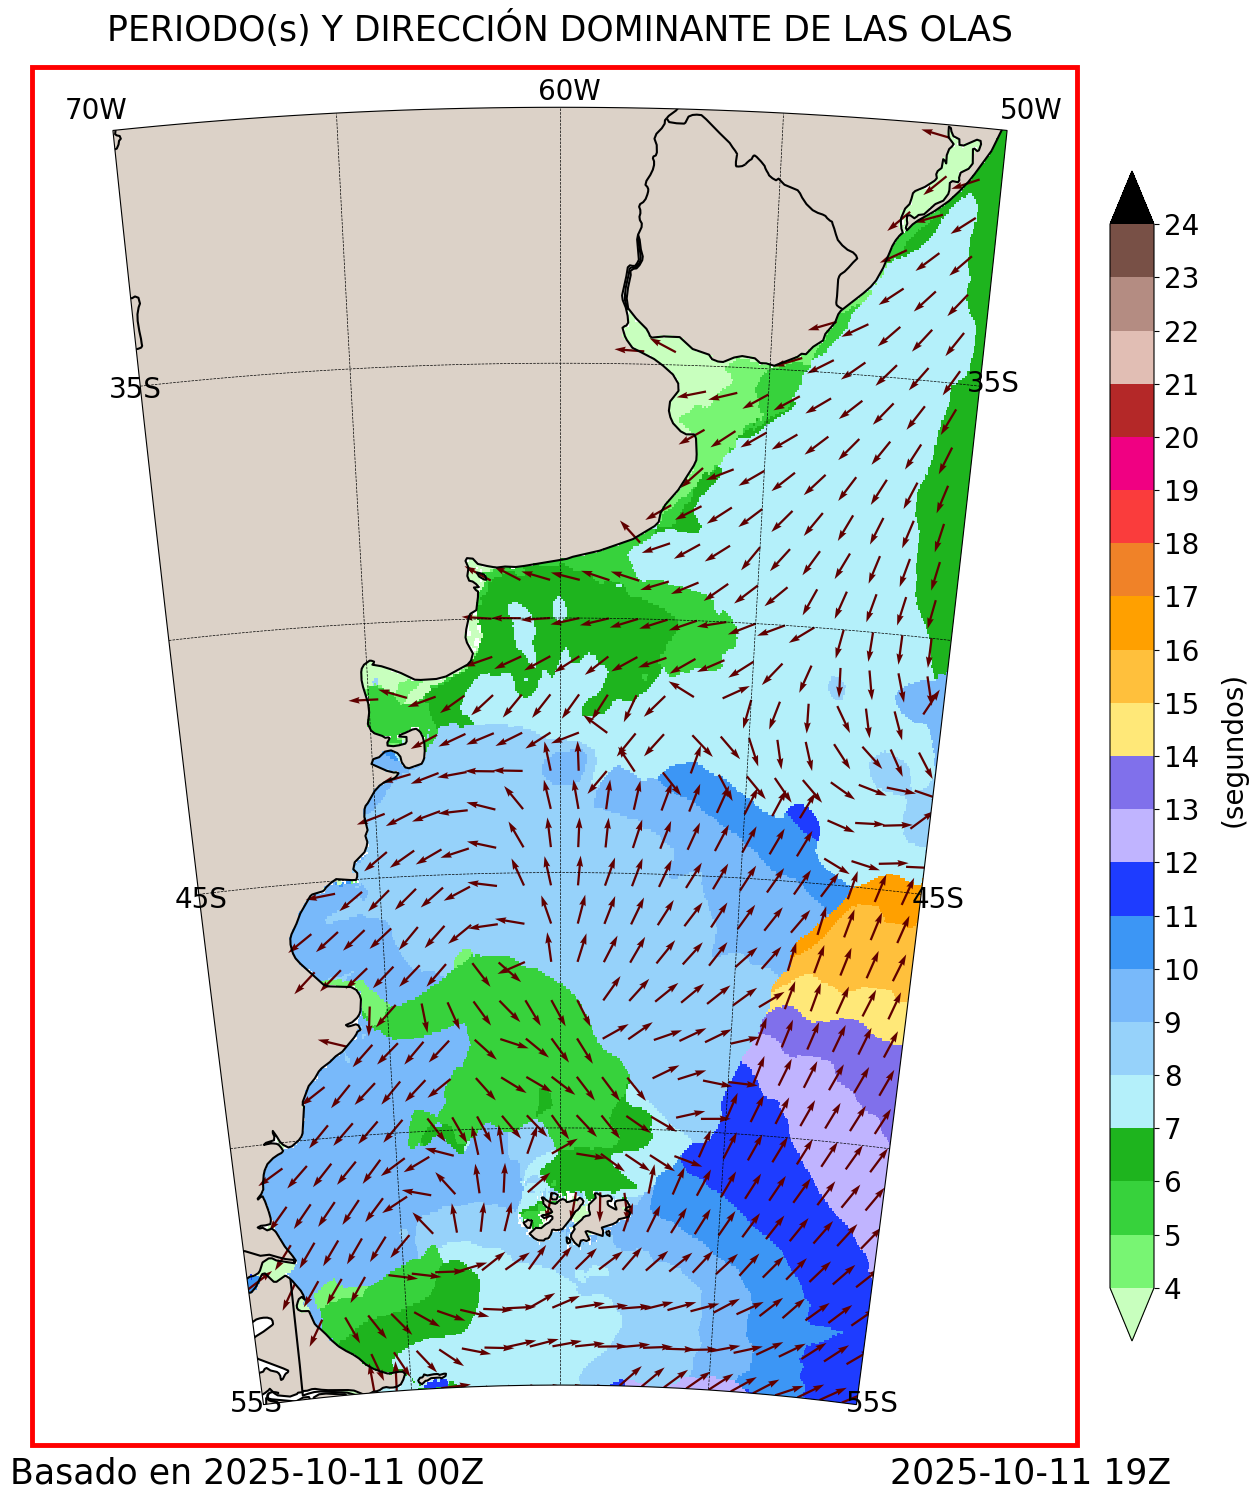 PERIODO(s) Y DIRECCIÓN DOMINANTE DE LAS OLAS
70W
60W
50W
35S
35S
45S
45S
55S
55S
24
23
22
21
20
19
18
17
16
15
14
13
12
11
10
9
8
7
6
5
4
(segundos)
Basado en 2025-10-11 00Z
2025-10-11 19Z